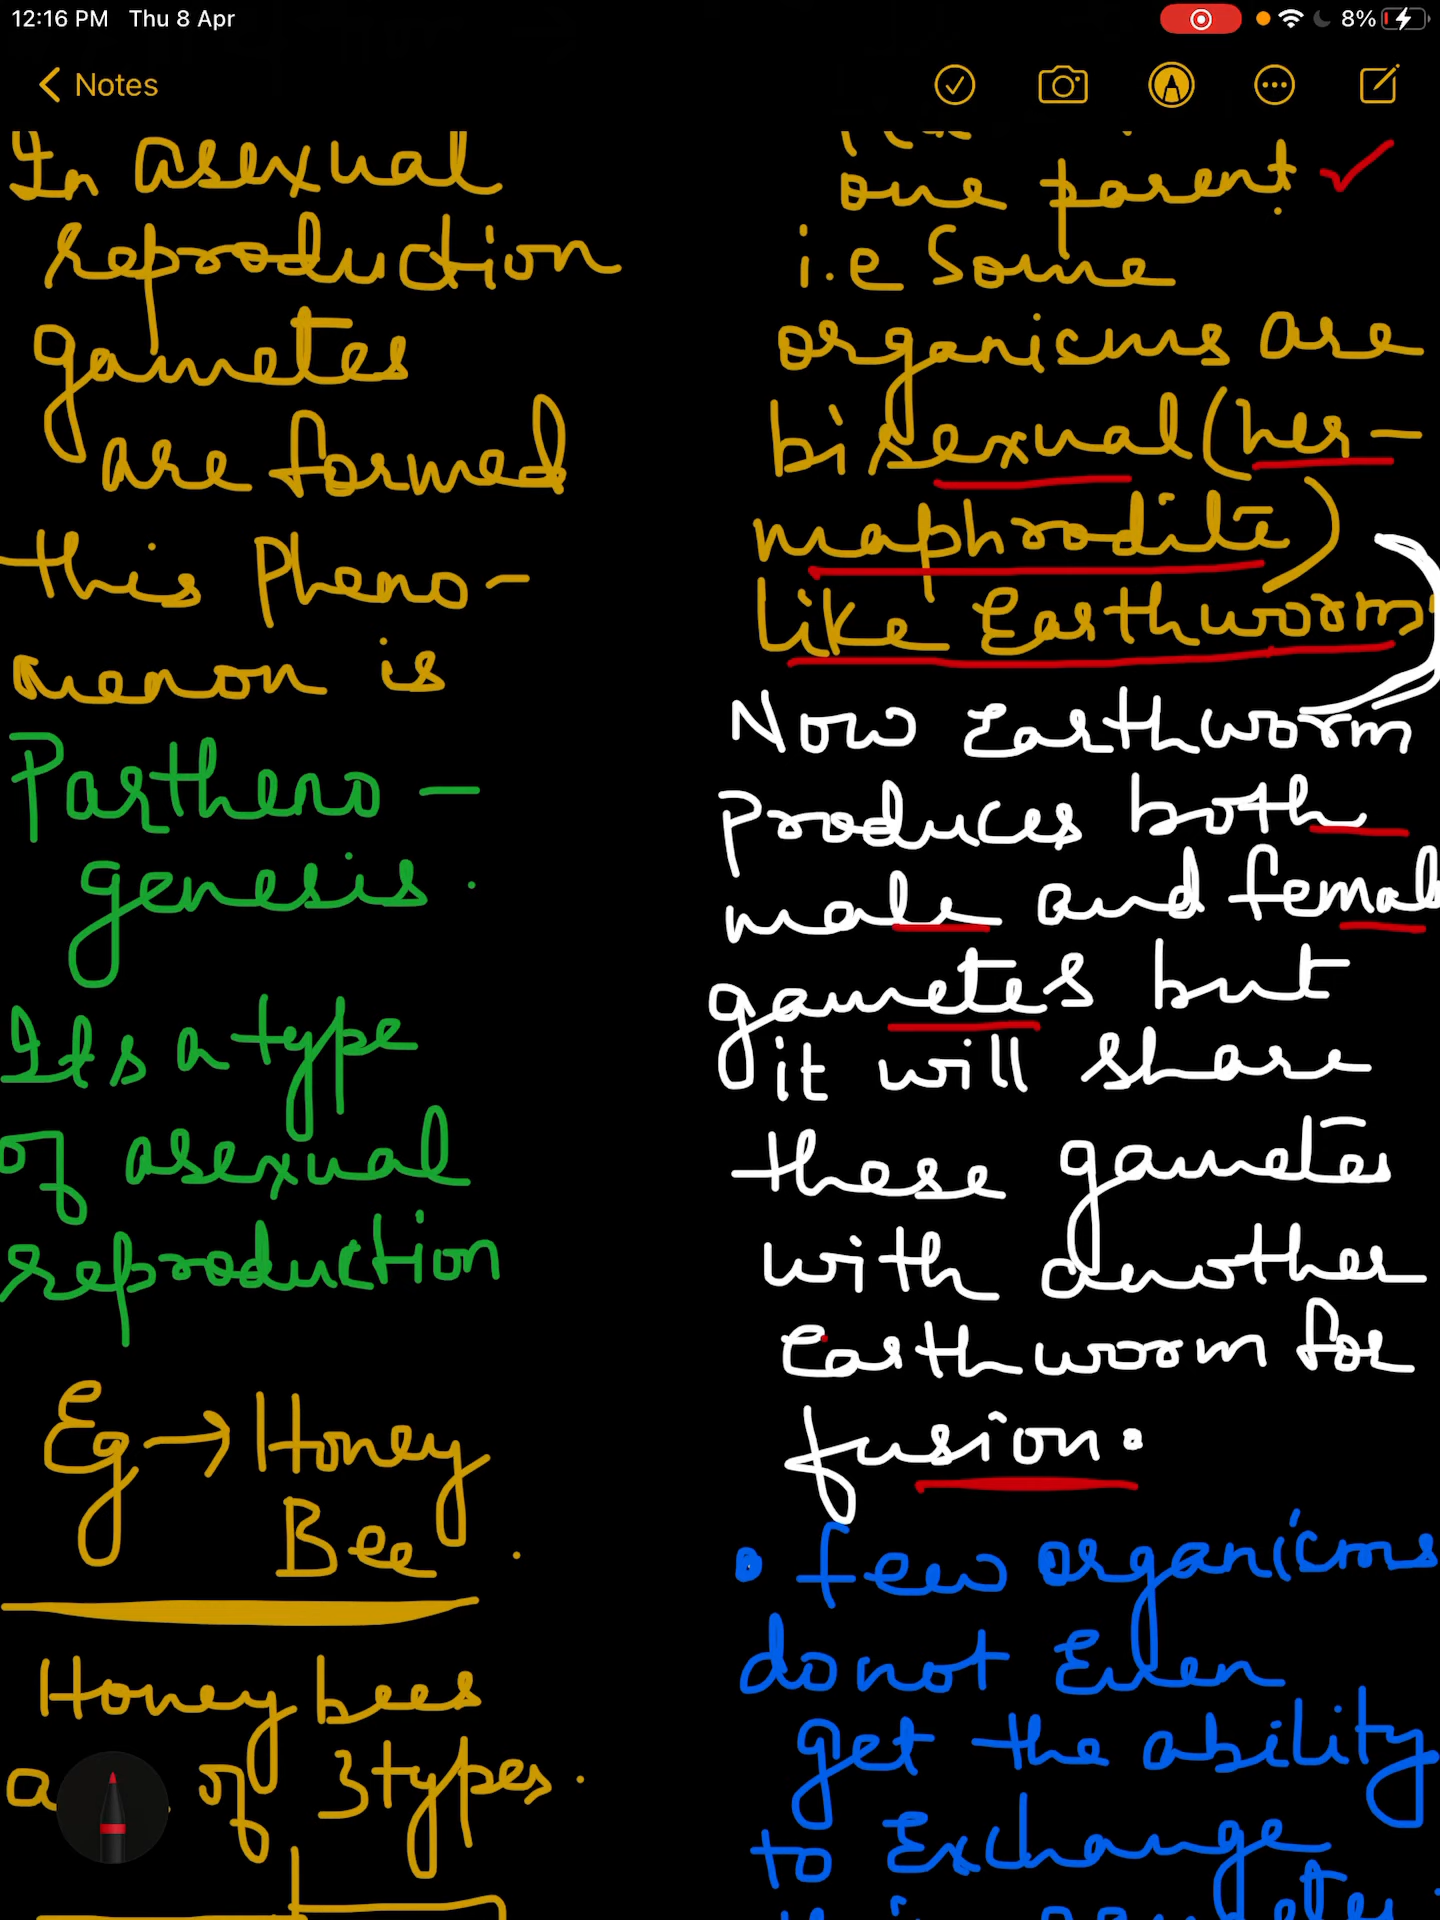 12:16 PM Thu 8 Apr
8%
Notes
In asexual
reproduction
gametes
are formed
this Pheno-
menon is
Partheno-
genesis.
Its a type
of asexual
reproduction
Eg → Honey
Bee.
Honey bees
of 3 types.
one parent ✓
i.e Some
organisms are
bisexual (her-
maphrodite)
like Earthworm
Now Earthworm
produces both
male and femal
gametes but
it will share
these gametes
with another
Earthworm for
fusion.
• few organisms
do not Even
get the ability
to Exchange